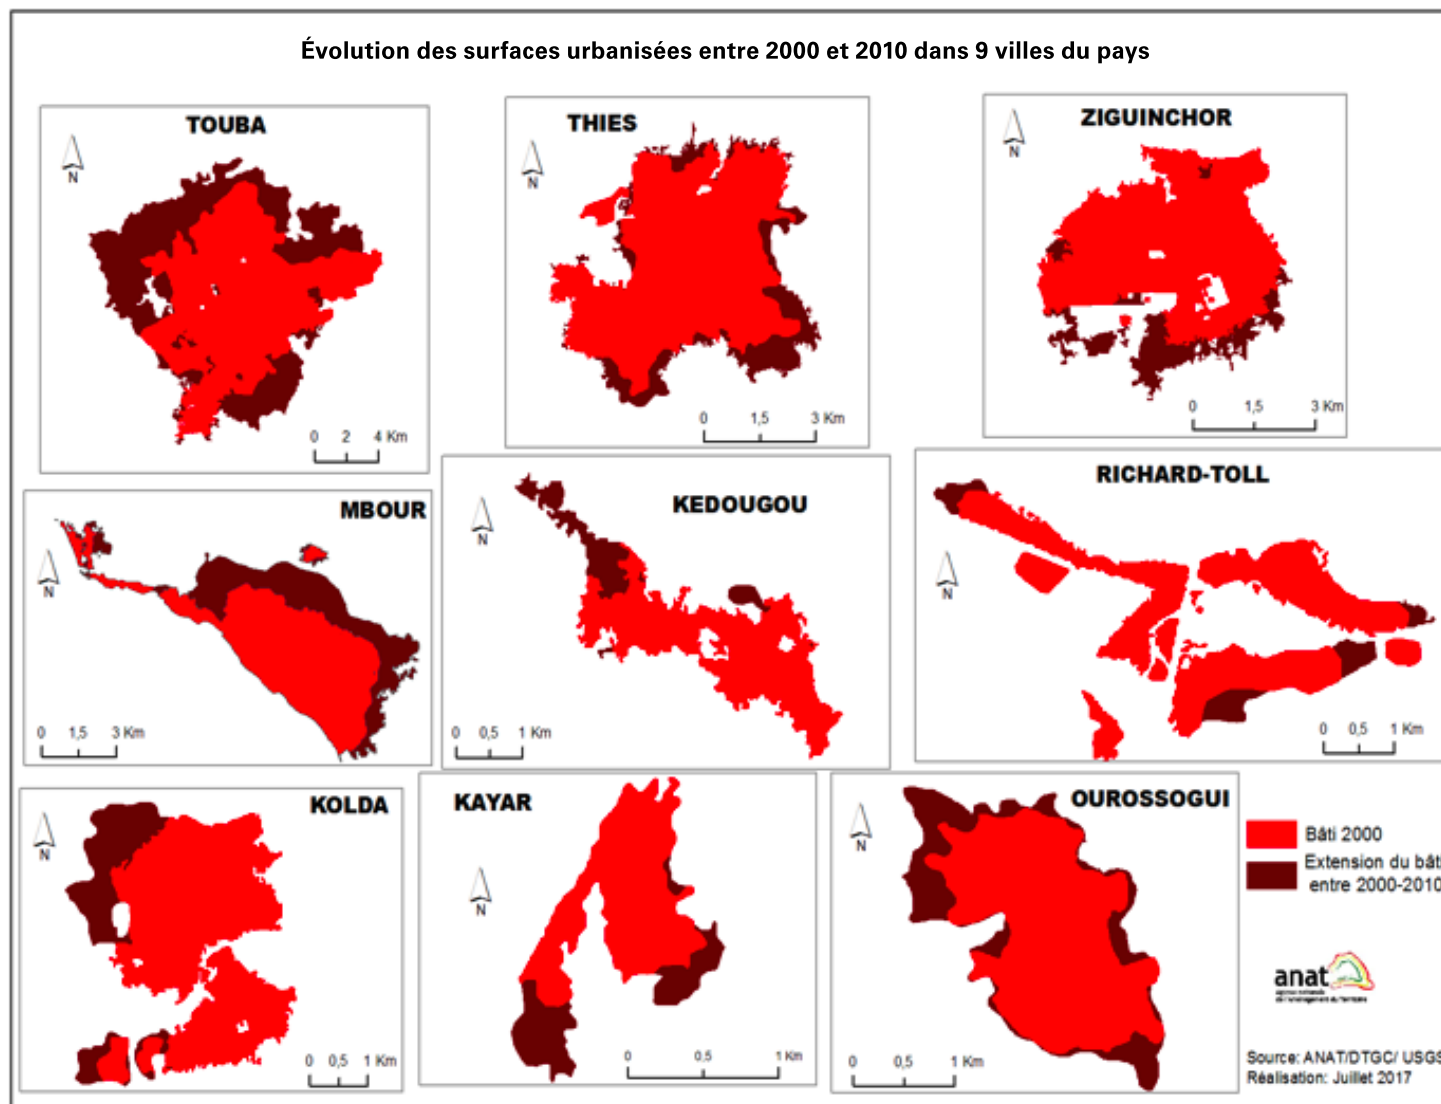 Évolution des surfaces urbanisées entre 2000 et 2010 dans 9 villes du pays
TOUBA
N
0 2 4 Km
THIES
N
0 1,5 3 Km
ZIGUINCHOR
N
0 1,5 3 Km
MBOUR
N
0 1,5 3 Km
KEDOUGOU
N
0 0,5 1 Km
RICHARD-TOLL
N
0 0,5 1 Km
KOLDA
N
0 0,5 1 Km
KAYAR
N
0 0,5 1 Km
OUROSSOGUI
N
0 0,5 1 Km
Bâti 2000
Extension du bât
entre 2000-2010
anat
Source: ANAT/DTGC/ USGS
Réalisation: Juillet 2017